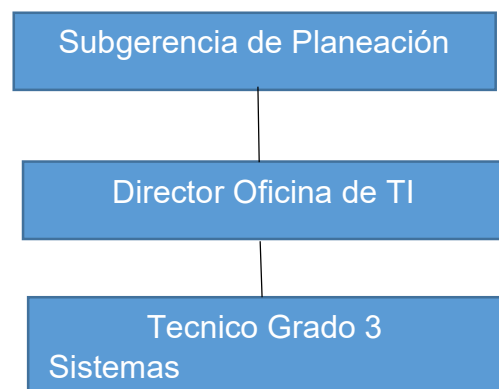 Subgerencia de Planeación
Director Oficina de TI
Tecnico Grado 3
Sistemas